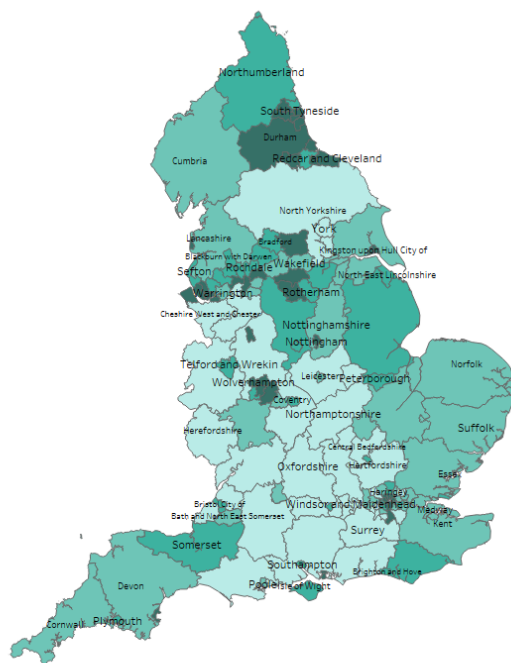 Northumberland
South Tyneside
Durham
Redcar and Cleveland
Cumbria
North Yorkshire
York
Lancashire
Bradford
Kingston upon Hull City of
Blackburn with Darwen
Wakefield
Sefton
Rochdale
North East Lincolnshire
Warrington
Rotherham
Cheshire West and Chester
Nottinghamshire
Nottingham
Telford and Wrekin
Leicester
Peterborough
Norfolk
Wolverhampton
Coventry
Northamptonshire
Herefordshire
Suffolk
Central Bedfordshire
Oxfordshire
Hertfordshire
Essex
Haringey
Bristol City of
Windsor and Maidenhead
Medway
Bath and North East Somerset
Kent
Surrey
Somerset
Southampton
Brighton and Hove
Devon
Poole
Isle of Wight
Cornwall
Plymouth